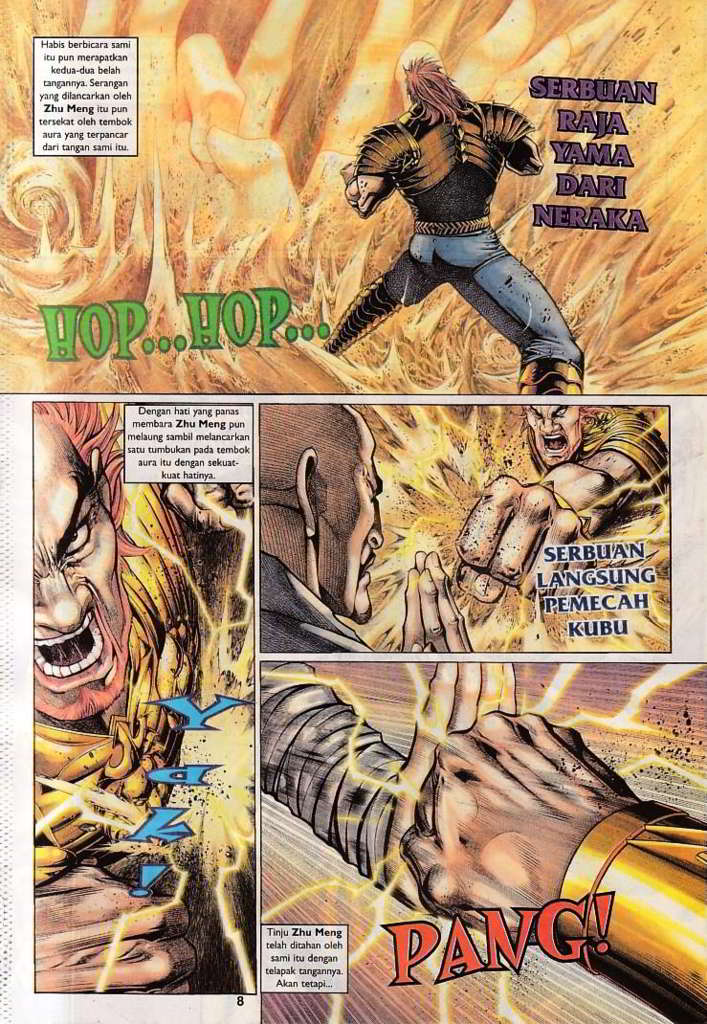 Habis berbicara sami
itu pun merapatkan
kedua-dua belah
tangannya. Serangan
yang dilancarkan oleh
Zhu Meng itu pun
tersekat oleh tembok
aura yang terpancar
dari tangan sami itu.
SERBUAN
RAJA
YAMA
DARI
NERAKA
HOP...HOP...
Dengan hati yang panas
membara Zhu Meng pun
melaung sambil melancarkan
satu tumbukan pada tembok
aura itu dengan sekuat-
kuat hatinya.
YaK!
SERBUAN
LANGSUNG
PEMECAH
KUBU
PANG!
Tinju Zhu Meng
telah ditahan oleh
sami itu dengan
telapak tangannya.
Akan tetapi...
8